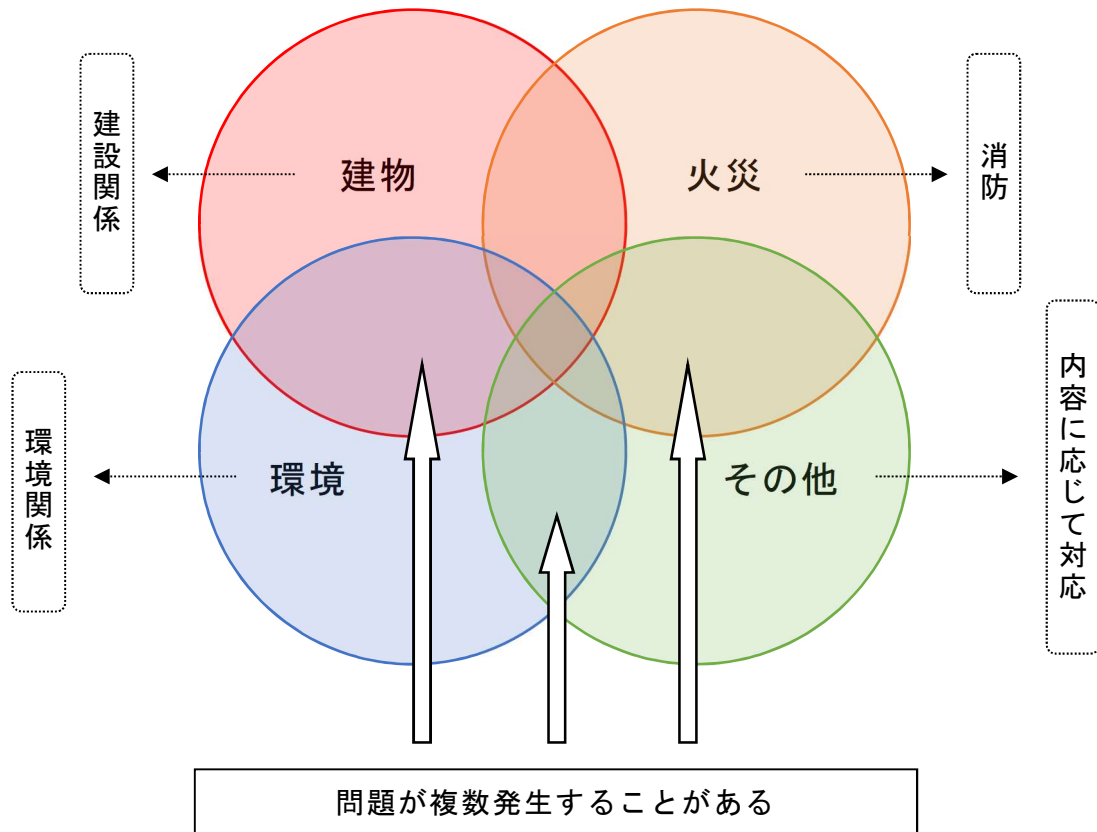 建設関係
建物
火災
消防
環境関係
環境
その他
内容に応じて対応
問題が複数発生することがある